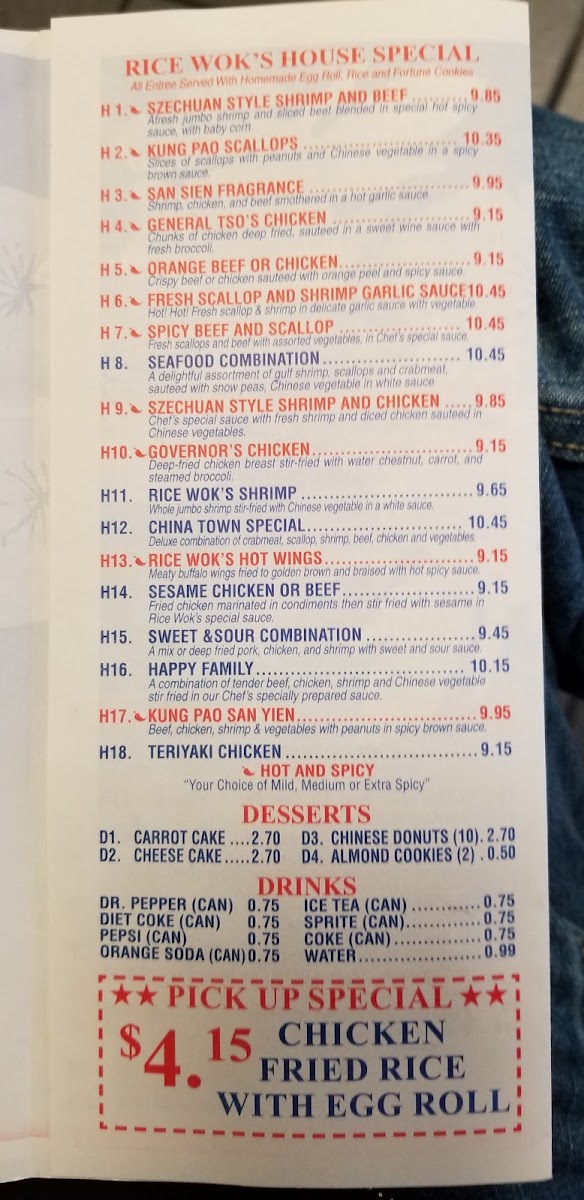 RICE WOK'S HOUSE SPECIAL
All Entree Served With Homemade Egg Roll, Rice and Fortune Cookies
H 1. SZECHUAN STYLE SHRIMP AND BEEF ..........9.85
Afresh jumbo shrimp and sliced beef blended in special hot spicy
sauce, with baby corn.
H 2. KUNG PAO SCALLOPS ........................... 10.35
Slices of scallops with peanuts and Chinese vegetable in a spicy
brown sauce.
H 3. SAN SIEN FRAGRANCE ............................9.95
Shrimp, chicken, and beef smothered in a hot garlic sauce.
H 4. GENERAL TSO'S CHICKEN ........................9.15
Chunks of chicken deep fried, sauteed in a sweet wine sauce with
fresh broccoli.
H 5. ORANGE BEEF OR CHICKEN.......................9.15
Crispy beef or chicken sauteed with orange peel and spicy sauce.
H 6. FRESH SCALLOP AND SHRIMP GARLIC SAUCE10.45
Hot! Hot! Fresh scallop & shrimp in delicate garlic sauce with vegetable.
H 7. SPICY BEEF AND SCALLOP ..................... 10.45
Fresh scallops and beef with assorted vegetables, in Chef's special sauce.
H 8. SEAFOOD COMBINATION........................ 10.45
A delightful assortment of gulf shrimp, scallops and crabmeat,
sauteed with snow peas, Chinese vegetable in white sauce
H 9. SZECHUAN STYLE SHRIMP AND CHICKEN .....9.85
Chef's special sauce with fresh shrimp and diced chicken sauteed in
Chinese vegetables.
H10. GOVERNOR'S CHICKEN............................9.15
Deep-fried chicken breast stir-fried with water chestnut, carrot, and
steamed broccoli.
H11. RICE WOK'S SHRIMP ..............................9.65
Whole jumbo shrimp stir-fried with Chinese vegetable in a white sauce.
H12. CHINA TOWN SPECIAL........................... 10.45
Deluxe combination of crabmeat, scallop, shrimp, beef, chicken and vegetables.
H13. RICE WOK'S HOT WINGS..........................9.15
Meaty buffalo wings fried to golden brown and braised with hot spicy sauce.
H14. SESAME CHICKEN OR BEEF.......................9.15
Fried chicken marinated in condiments then stir fried with sesame in
Rice Wok's special sauce.
H15. SWEET &SOUR COMBINATION ...................9.45
A mix or deep fried pork, chicken, and shrimp with sweet and sour sauce.
H16. HAPPY FAMILY.................................... 10.15
A combination of tender beef, chicken, shrimp and Chinese vegetable
stir fried in our Chef's specially prepared sauce.
H17. KUNG PAO SAN YIEN...............................9.95
Beef, chicken, shrimp & vegetables with peanuts in spicy brown sauce.
H18. TERIYAKI CHICKEN .................................9.15
HOT AND SPICY
"Your Choice of Mild, Medium or Extra Spicy"
DESSERTS
D1. CARROT CAKE ....2.70 D3. CHINESE DONUTS (10). 2.70
D2. CHEESE CAKE.....2.70 D4. ALMOND COOKIES (2) . 0.50
DRINKS
DR. PEPPER (CAN) 0.75 ICE TEA (CAN) ............0.75
DIET COKE (CAN) 0.75 SPRITE (CAN).............0.75
PEPSI (CAN) 0.75 COKE (CAN)...............0.75
ORANGE SODA (CAN)0.75 WATER.....................0.99
★★ PICK UP SPECIAL ★★
$4.15 CHICKEN
FRIED RICE
WITH EGG ROLL